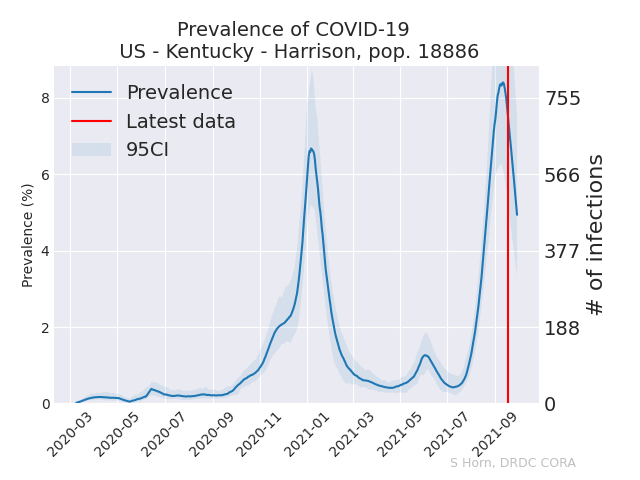 Prevalence of COVID-19
US - Kentucky - Harrison, pop. 18886
Prevalence
Latest data
95CI
Prevalence (%)
8
6
4
2
0
755
566
377
188
0
# of infections
2020-03
2020-05
2020-07
2020-09
2020-11
2021-01
2021-03
2021-05
2021-07
2021-09
S Horn, DRDC CORA